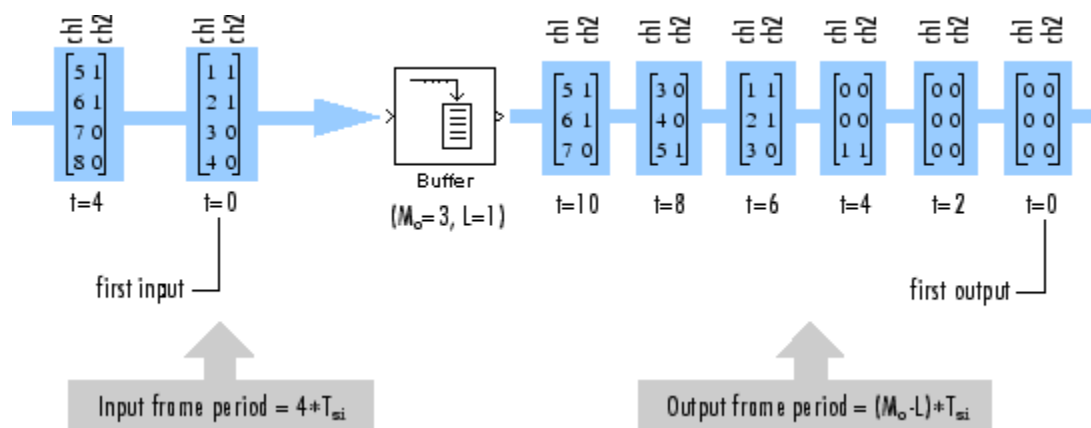 ch1 ch2 ch1 ch2 ch1 ch2 ch1 ch2 ch1 ch2 ch1 ch2 ch1 ch2 ch1 ch2
5 1 1 1 5 1 3 0 1 1 0 0 0 0 0 0
6 1 2 1 6 1 4 0 2 1 0 0 0 0 0 0
7 0 3 0 7 0 5 1 3 0 1 1 0 0 0 0
8 0 4 0
Buffer
(Mₒ=3, L=1)
t=4 t=0 t=10 t=8 t=6 t=4 t=2 t=0
first input first output
Input frame period = 4*Tₛᵢ Output frame period = (Mₒ-L)*Tₛᵢ